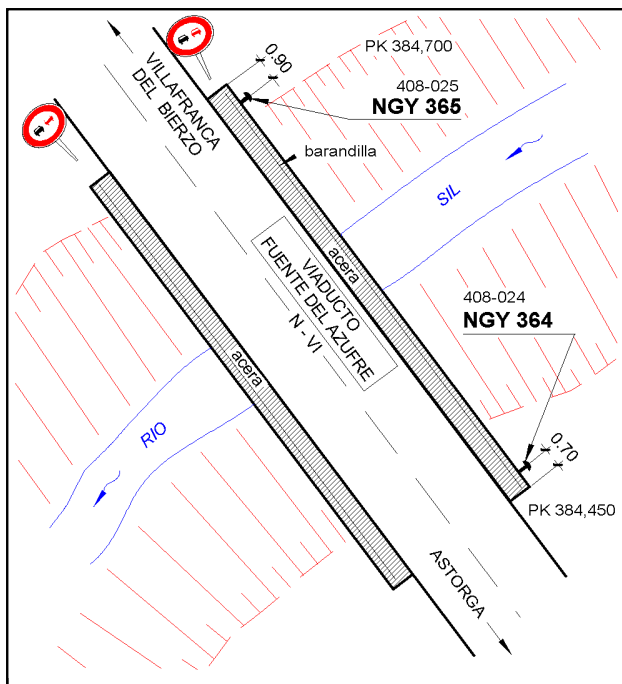 PK 384,700
0.90
408-025
NGY 365
VILLAFRANCA
DEL BIERZO
barandilla
SIL
acera
VIADUCTO
FUENTE DEL AZUFRE
N - VI
408-024
NGY 364
acera
RIO
0.70
PK 384,450
ASTORGA